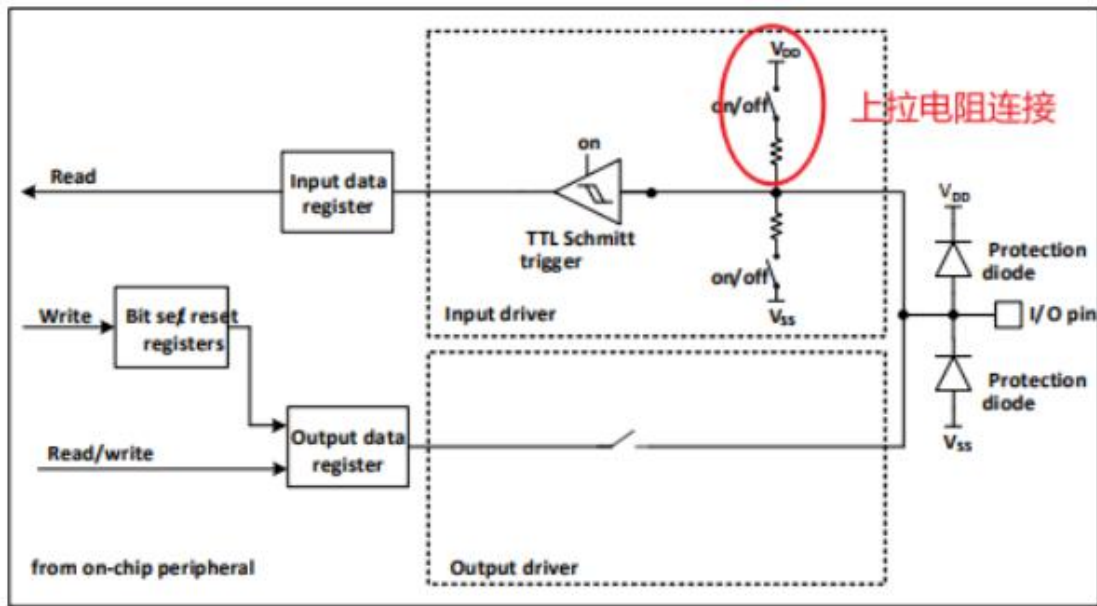 VDD
on/off
上拉电阻连接
on
Read
Input data
register
TTL Schmitt
trigger
on/off
VSS
Input driver
VDD
Protection
diode
I/O pin
Protection
diode
VSS
Write
Bit set/ reset
registers
Read/write
Output data
register
from on-chip peripheral
Output driver